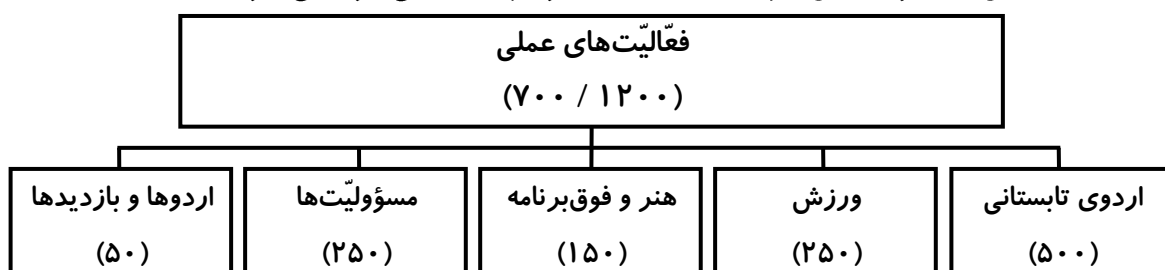 فعّالیّت‌های عملی
(۷۰۰ / ۱۲۰۰)
اردوی تابستانی
(۵۰۰)
ورزش
(۲۵۰)
هنر و فوق‌برنامه
(۱۵۰)
مسؤولیّت‌ها
(۲۵۰)
اردوها و بازدیدها
(۵۰)